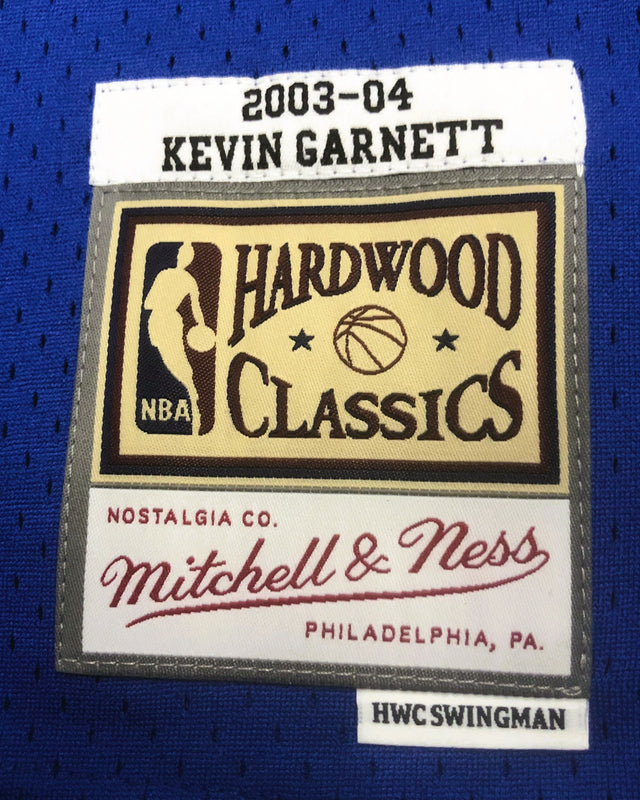 2003-04
KEVIN GARNETT
HARDWOOD
CLASSICS
NBA
NOSTALGIA CO.
Mitchell & Ness
PHILADELPHIA, PA.
HWC SWINGMAN